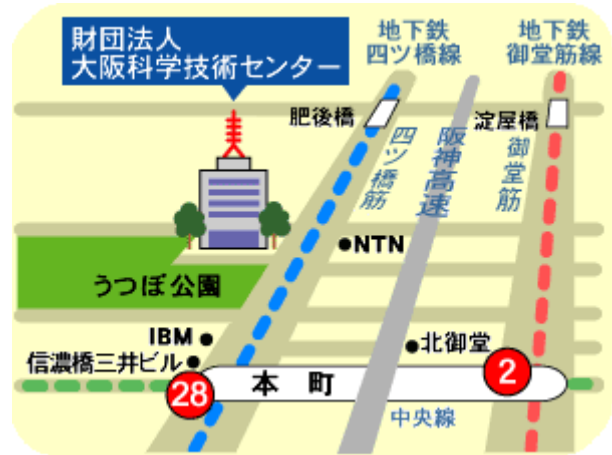 財団法人
大阪科学技術センター
地下鉄
四ツ橋線
地下鉄
御堂筋線
肥後橋
淀屋橋
四ツ橋筋
阪神高速
御堂筋
NTN
うつぼ公園
IBM
信濃橋三井ビル
北御堂
28
本町
2
中央線